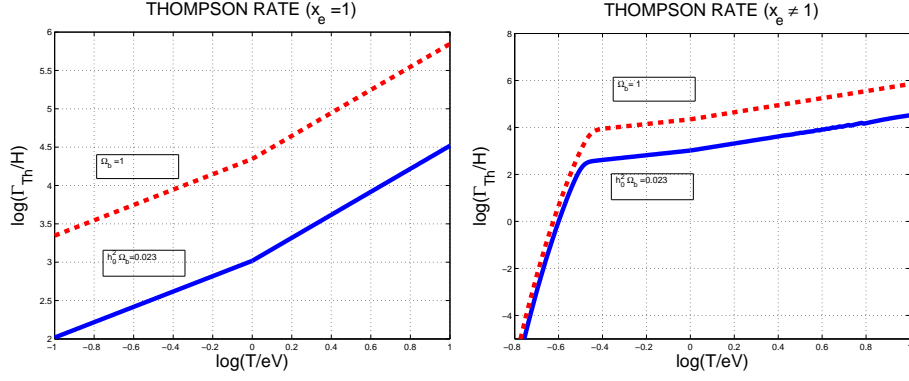 THOMPSON RATE (x_e =1)
6
5.5
5
4.5
4
3.5
3
2.5
2
log(Γ_Th/H)
Ω_b =1
h_0^2 Ω_b=0.023
−1 −0.8 −0.6 −0.4 −0.2 0 0.2 0.4 0.6 0.8 1
log(T/eV)
THOMPSON RATE (x_e ≠ 1)
8
6
4
2
0
−2
−4
log(Γ_Th/H)
Ω_b= 1
h_0^2 Ω_b=0.023
−0.8 −0.6 −0.4 −0.2 0 0.2 0.4 0.6 0.8 1
log(T/eV)